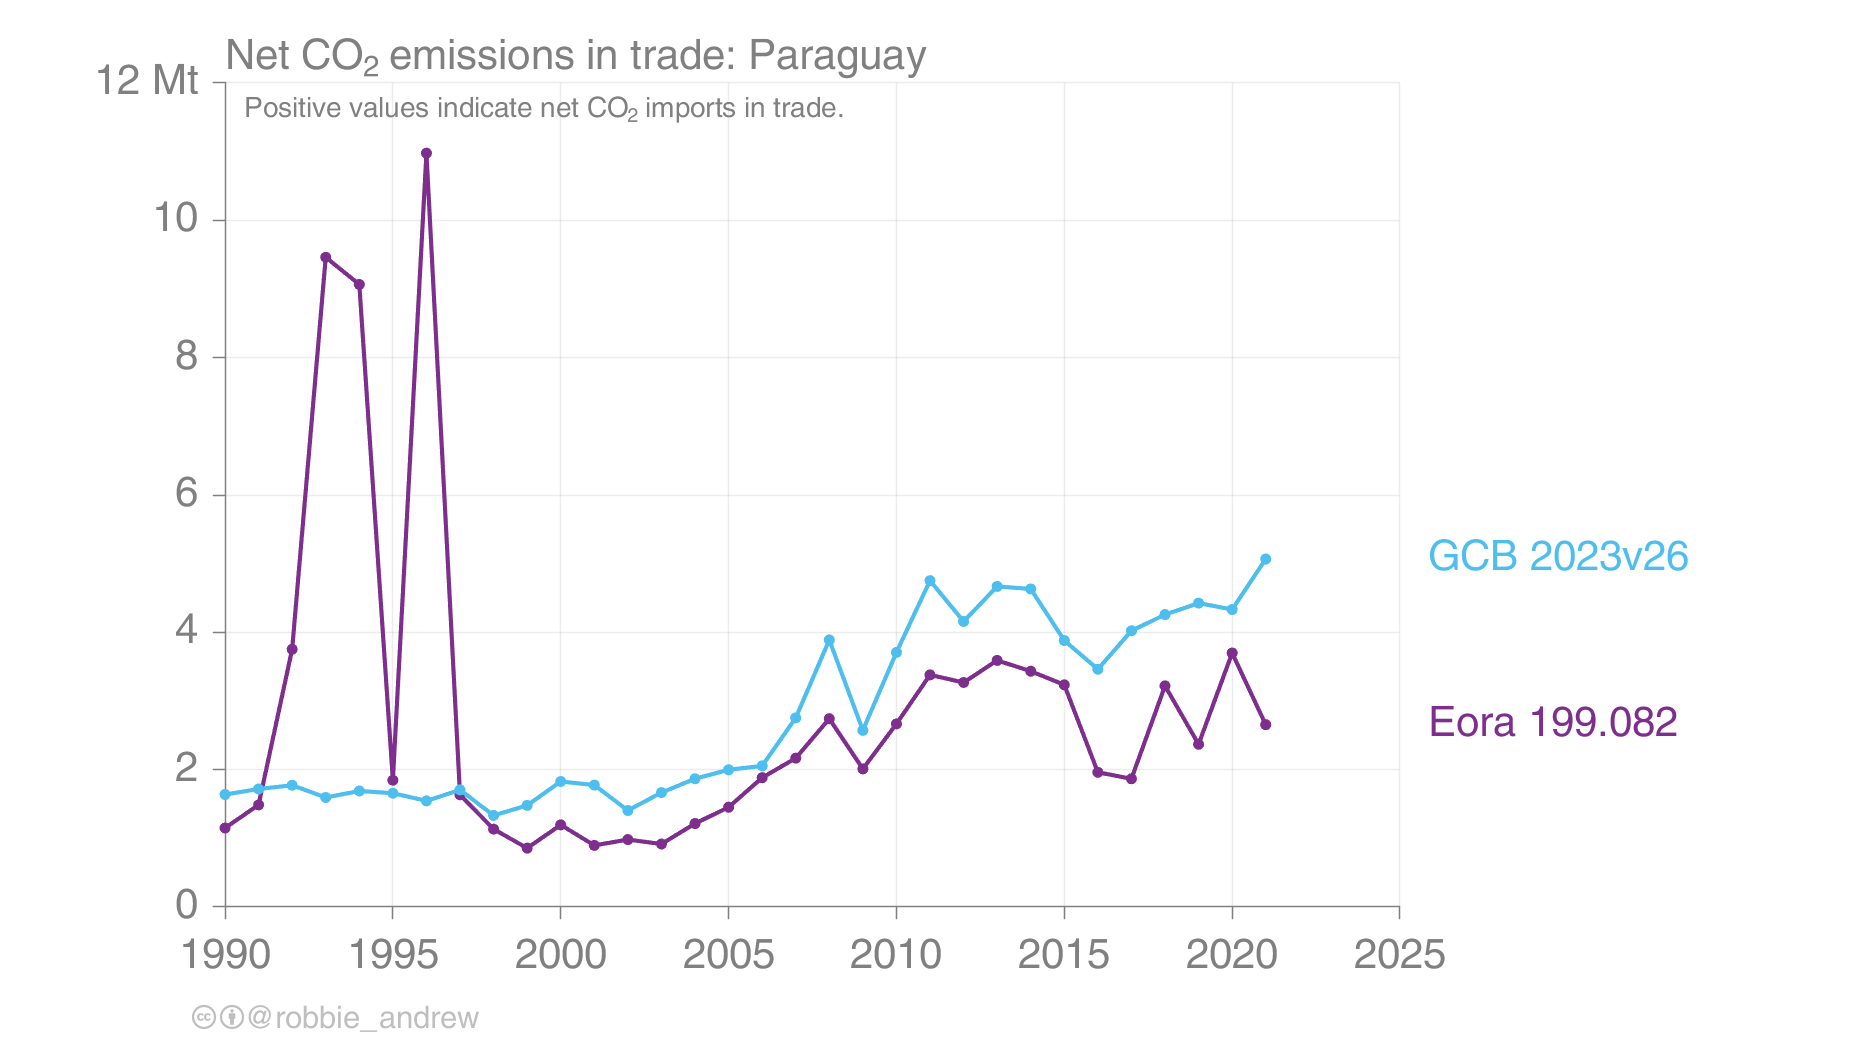 Net CO₂ emissions in trade: Paraguay
12 Mt
Positive values indicate net CO₂ imports in trade.
10
8
6
4
2
0
GCB 2023v26
Eora 199.082
1990 1995 2000 2005 2010 2015 2020 2025
cc @robbie_andrew